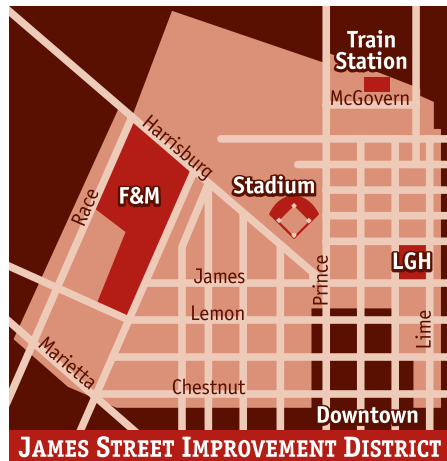 Train
Station
McGovern
Harrisburg
Race
F&M
Stadium
LGH
James
Prince
Lemon
Lime
Marietta
Chestnut
Downtown
JAMES STREET IMPROVEMENT DISTRICT